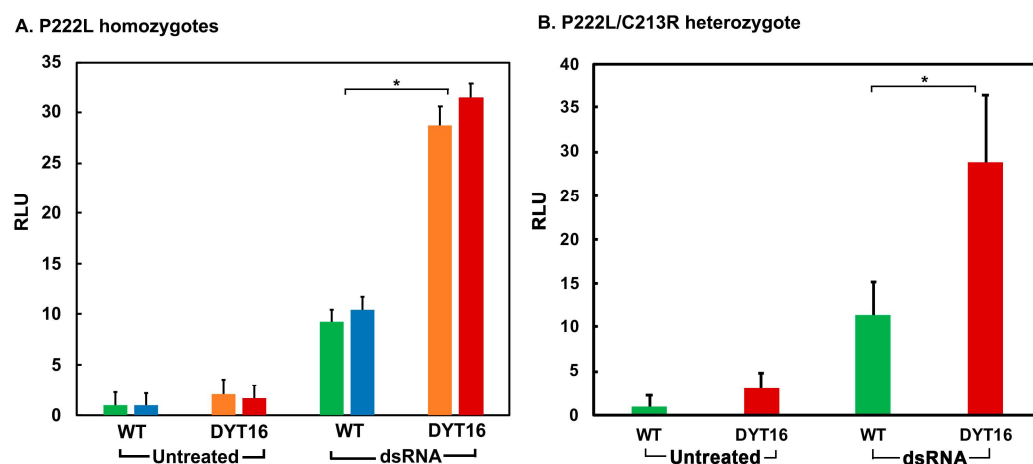 A. P222L homozygotes
35
30
25
20
15
10
5
0
RLU
*
WT DYT16 WT DYT16
Untreated dsRNA
B. P222L/C213R heterozygote
40
35
30
25
20
15
10
5
0
RLU
*
WT DYT16 WT DYT16
Untreated dsRNA